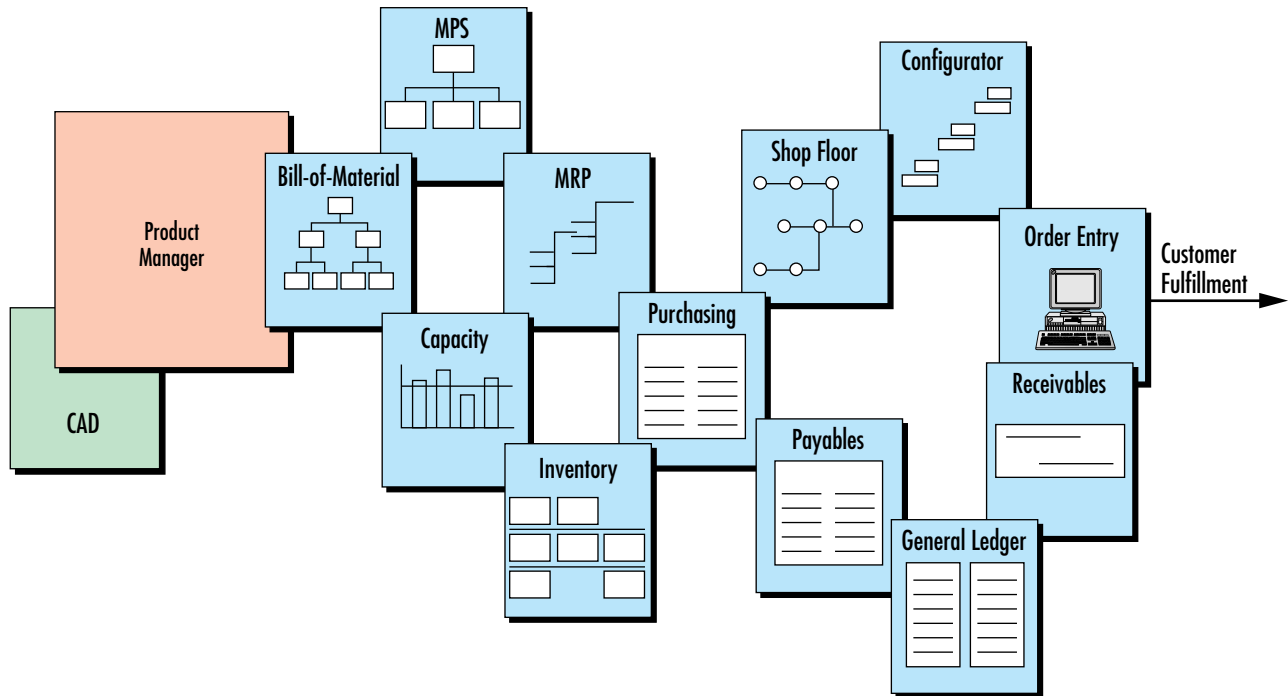 MPS
Configurator
Shop Floor
Bill-of-Material
MRP
Product
Manager
Order Entry
Customer
Fulfillment
Purchasing
Capacity
Receivables
CAD
Payables
Inventory
General Ledger